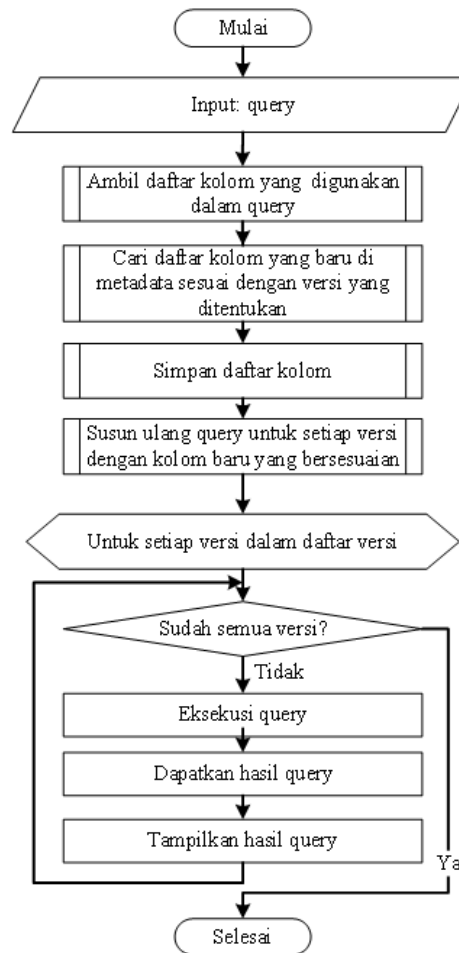 Mulai
Input: query
Ambil daftar kolom yang digunakan
dalam query
Cari daftar kolom yang baru di
metadata sesuai dengan versi yang
ditentukan
Simpan daftar kolom
Susun ulang query untuk setiap versi
dengan kolom baru yang bersesuaian
Untuk setiap versi dalam daftar versi
Sudah semua versi?
Tidak
Eksekusi query
Dapatkan hasil query
Tampilkan hasil query
Ya
Selesai